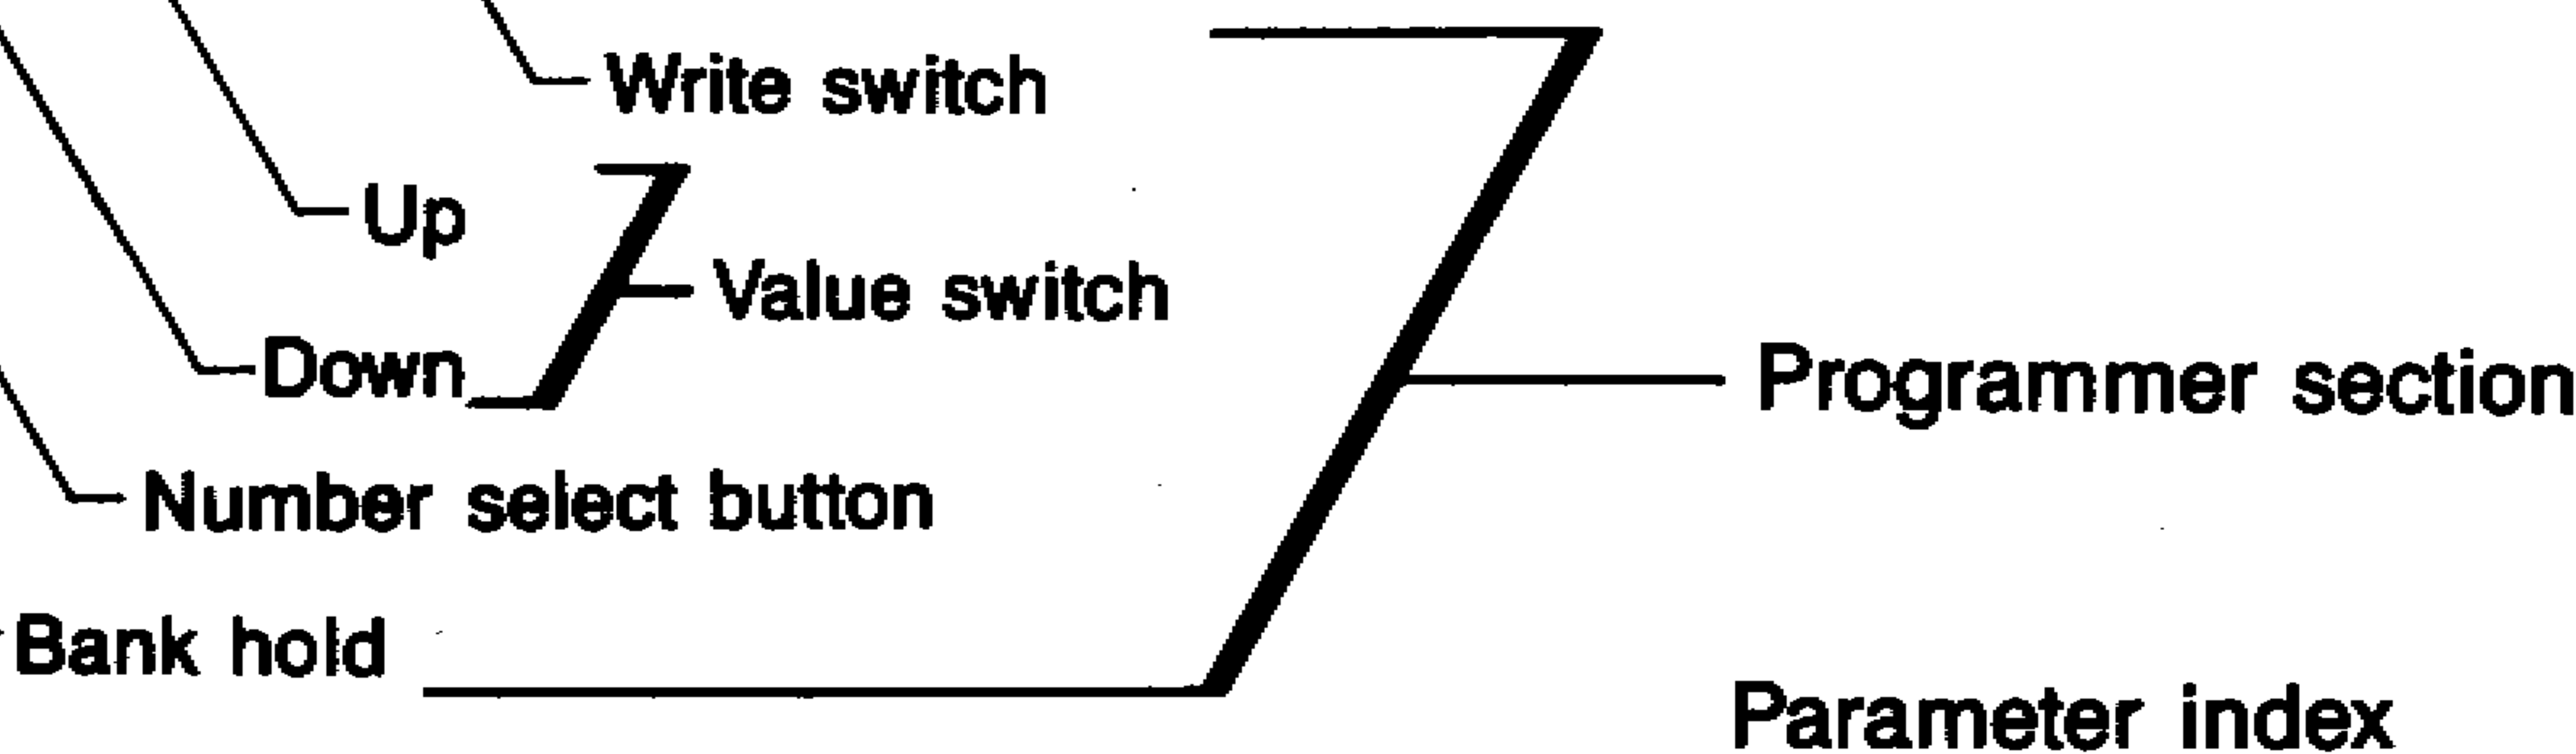 Write switch
Up
Value switch
Down
Programmer section
Number select button
Bank hold
Parameter index